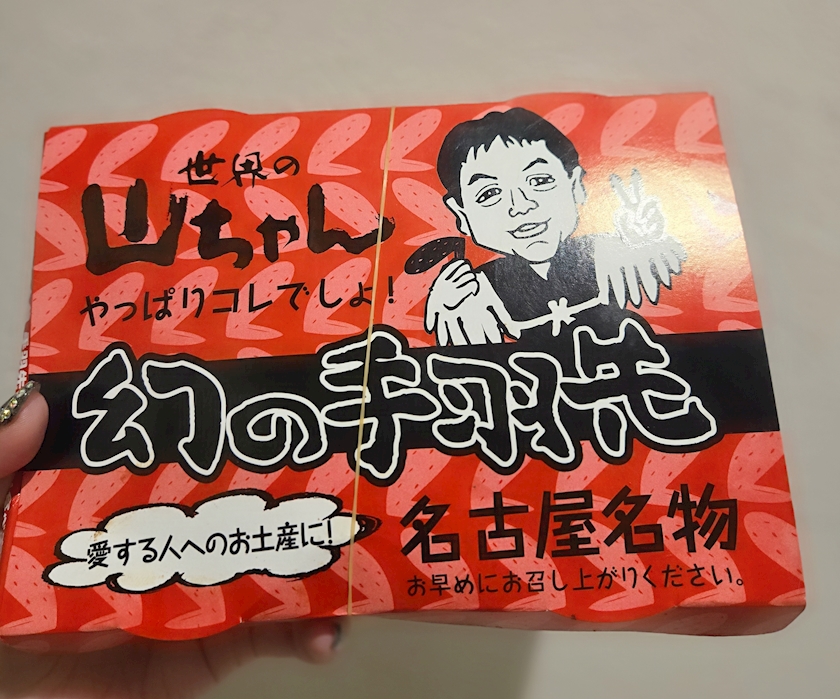 世界の
山ちゃん
やっぱりコレでしょ!
幻の手羽先
愛する人へのお土産に!
名古屋名物
お早めにお召し上がりください。